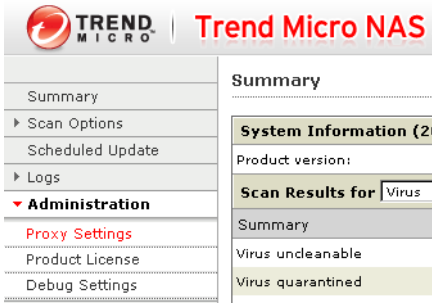 TREND MICRO
Trend Micro NAS
Summary
Scan Options
Scheduled Update
Logs
Administration
Proxy Settings
Product License
Debug Settings
Summary
System Information (2
Product version:
Scan Results for Virus
Summary
Virus uncleanable
Virus quarantined